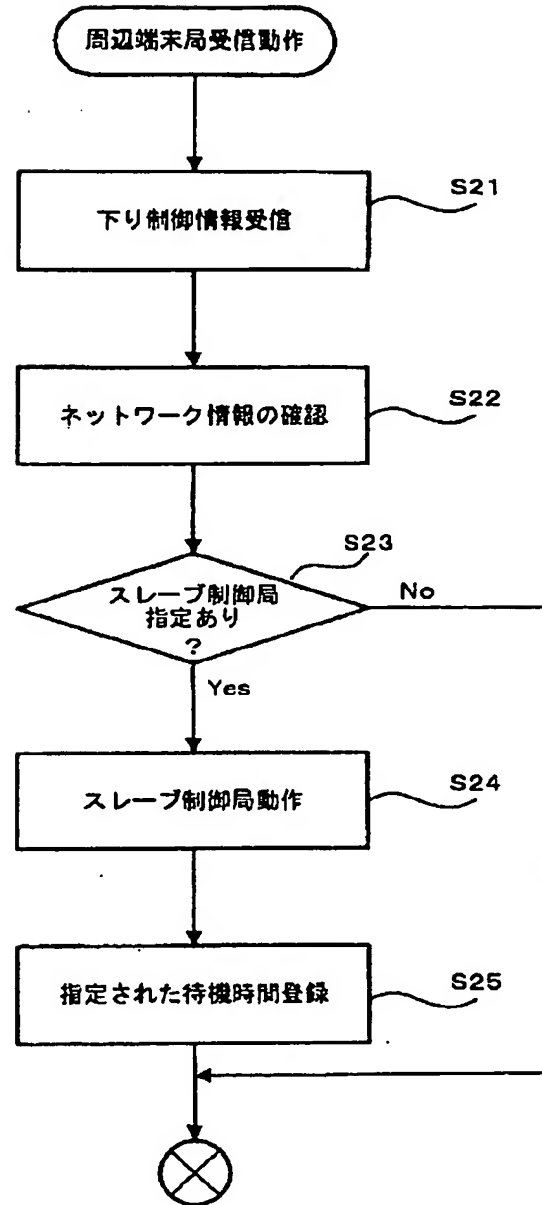 周辺端末局受信動作
S21
下り制御情報受信
S22
ネットワーク情報の確認
S23
スレーブ制御局
指定あり
?
No
Yes
S24
スレーブ制御局動作
S25
指定された待機時間登録